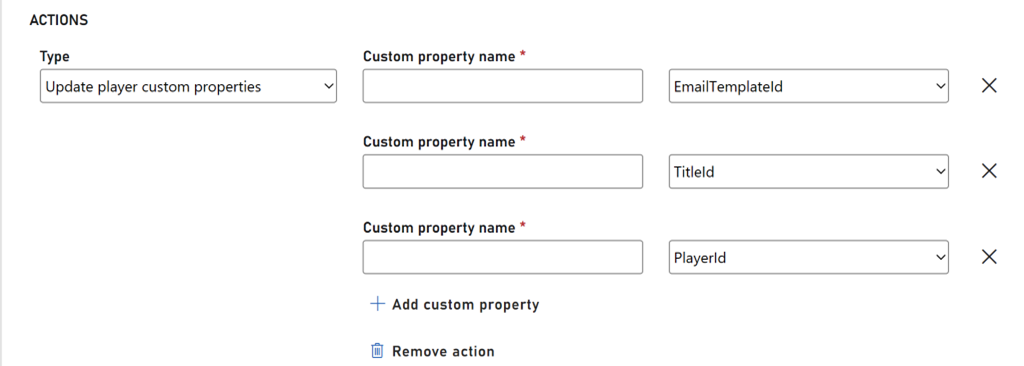 ACTIONS
Type
Custom property name *
Update player custom properties
EmailTemplateId
Custom property name *
TitleId
Custom property name *
PlayerId
Add custom property
Remove action